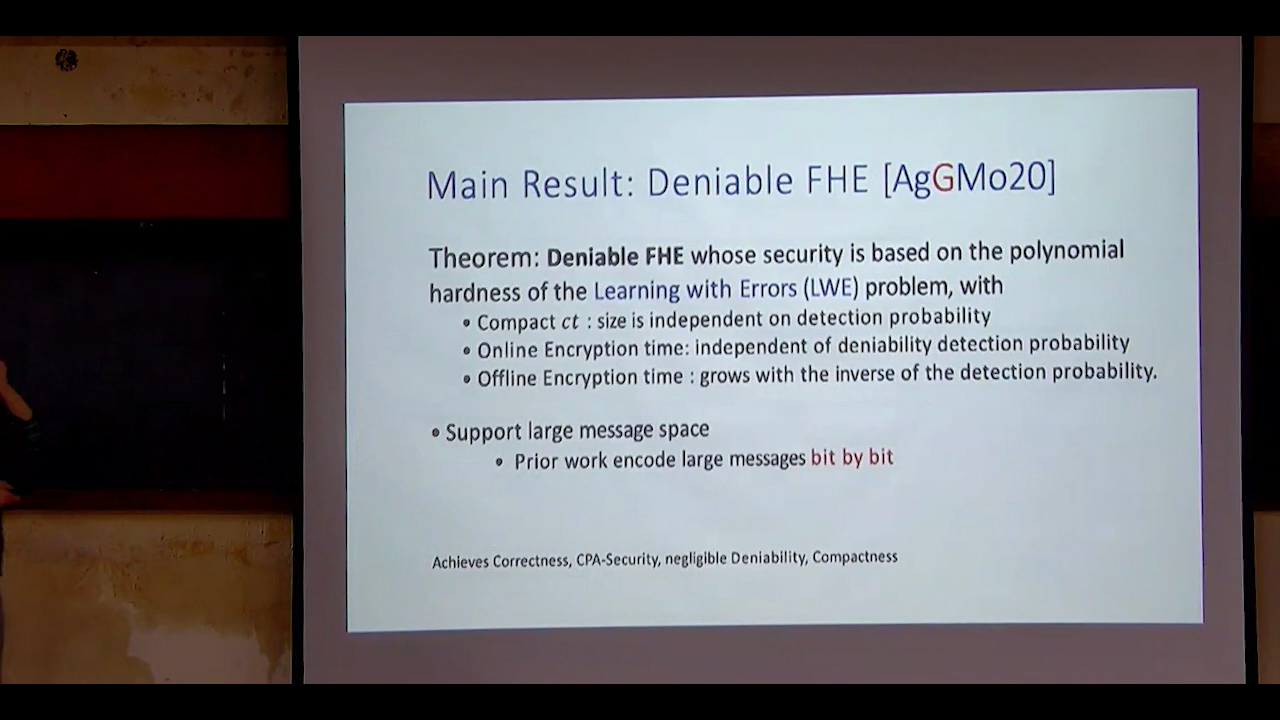 Main Result: Deniable FHE [AgGMo20]
Theorem: Deniable FHE whose security is based on the polynomial
hardness of the Learning with Errors (LWE) problem, with
• Compact ct : size is independent on detection probability
• Online Encryption time: independent of deniability detection probability
• Offline Encryption time : grows with the inverse of the detection probability.
• Support large message space
• Prior work encode large messages bit by bit
Achieves Correctness, CPA-Security, negligible Deniability, Compactness